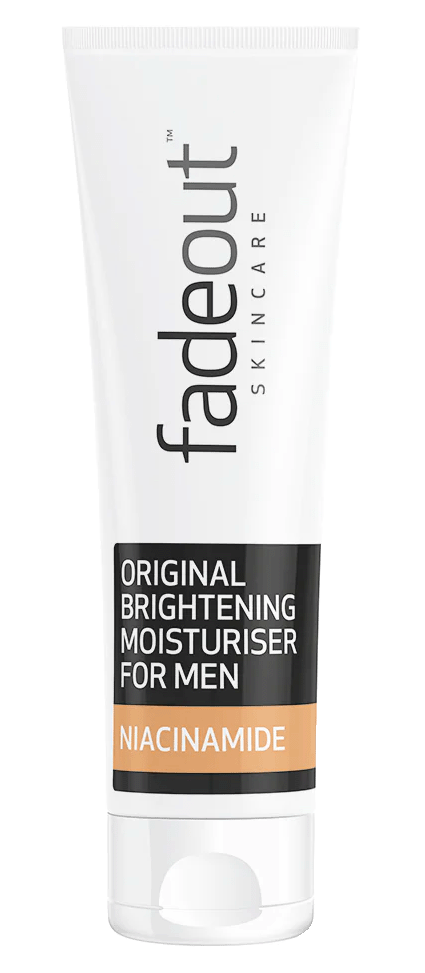 fadeout™
SKINCARE
ORIGINAL
BRIGHTENING
MOISTURISER
FOR MEN
NIACINAMIDE